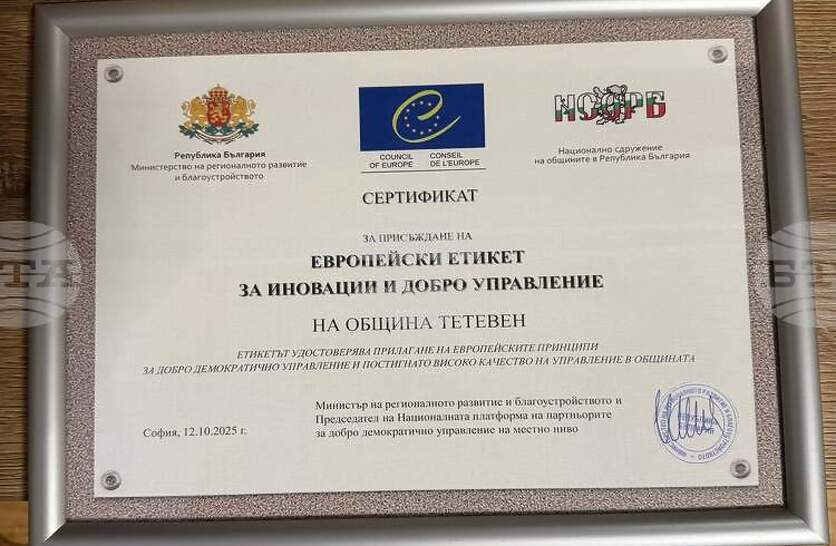 Република България
Министерство на регионалното развитие
и благоустройството
COUNCIL OF EUROPE
CONSEIL DE L'EUROPE
НСОРБ
Национално сдружение
на общините в Република България
СЕРТИФИКАТ
ЗА ПРИСЪЖДАНЕ НА
ЕВРОПЕЙСКИ ЕТИКЕТ
ЗА ИНОВАЦИИ И ДОБРО УПРАВЛЕНИЕ
НА ОБЩИНА ТЕТЕВЕН
ЕТИКЕТЪТ УДОСТОВЕРЯВА ПРИЛАГАНЕ НА ЕВРОПЕЙСКИТЕ ПРИНЦИПИ
ЗА ДОБРО ДЕМОКРАТИЧНО УПРАВЛЕНИЕ И ПОСТИГНАТО ВИСОКО КАЧЕСТВО НА УПРАВЛЕНИЕ В ОБЩИНАТА
София, 12.10.2025 г.
Министър на регионалното развитие и благоустройството и
Председател на Националната платформа на партньорите
за добро демократично управление на местно ниво
БТА